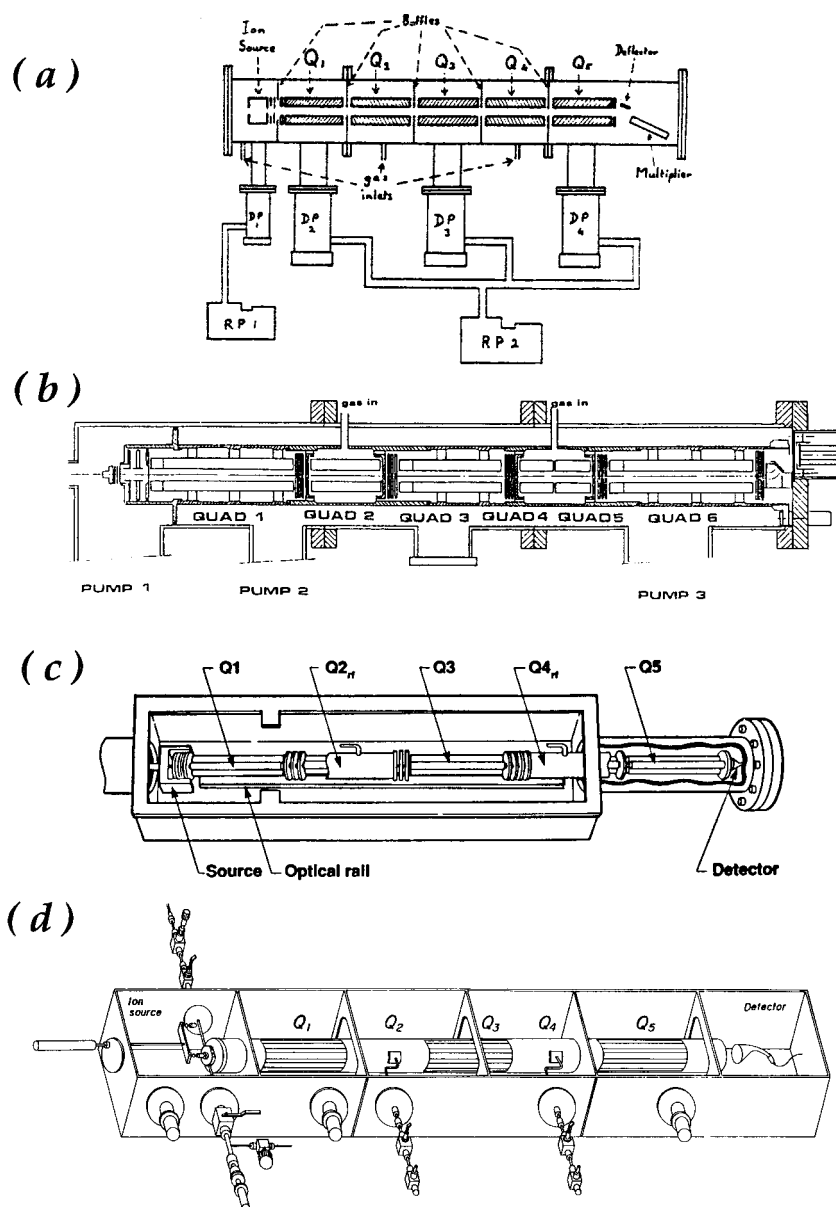 (a)
Ion Source
Baffles
Q1 Q2 Q3 Q4 Q5
Deflector
Multiplier
gas inlets
DP 1
DP 2
DP 3
DP 4
RP 1
RP 2
(b)
gas in gas in
QUAD 1 QUAD 2 QUAD 3 QUAD 4 QUAD5 QUAD 6
PUMP 1 PUMP 2 PUMP 3
(c)
Q1 Q2rf Q3 Q4rf Q5
Source Optical rail Detector
(d)
Ion source
Q1 Q2 Q3 Q4 Q5
Detector